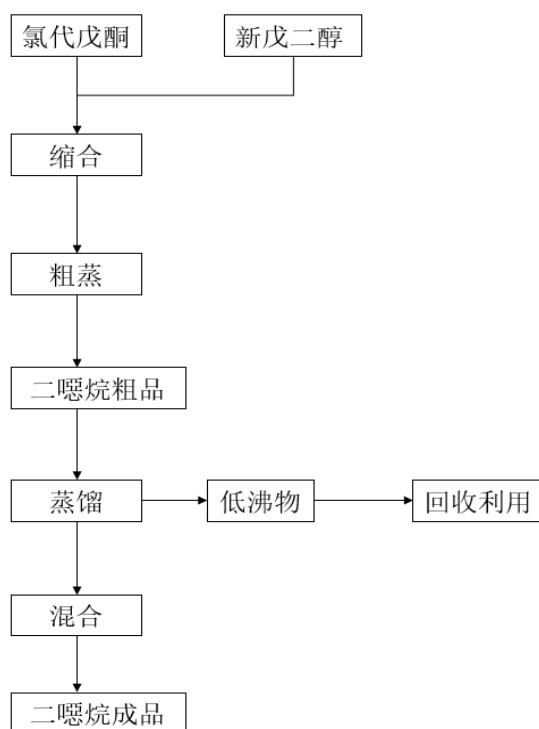 氯代戊酮
新戊二醇
缩合
粗蒸
二噁烷粗品
蒸馏
低沸物
回收利用
混合
二噁烷成品